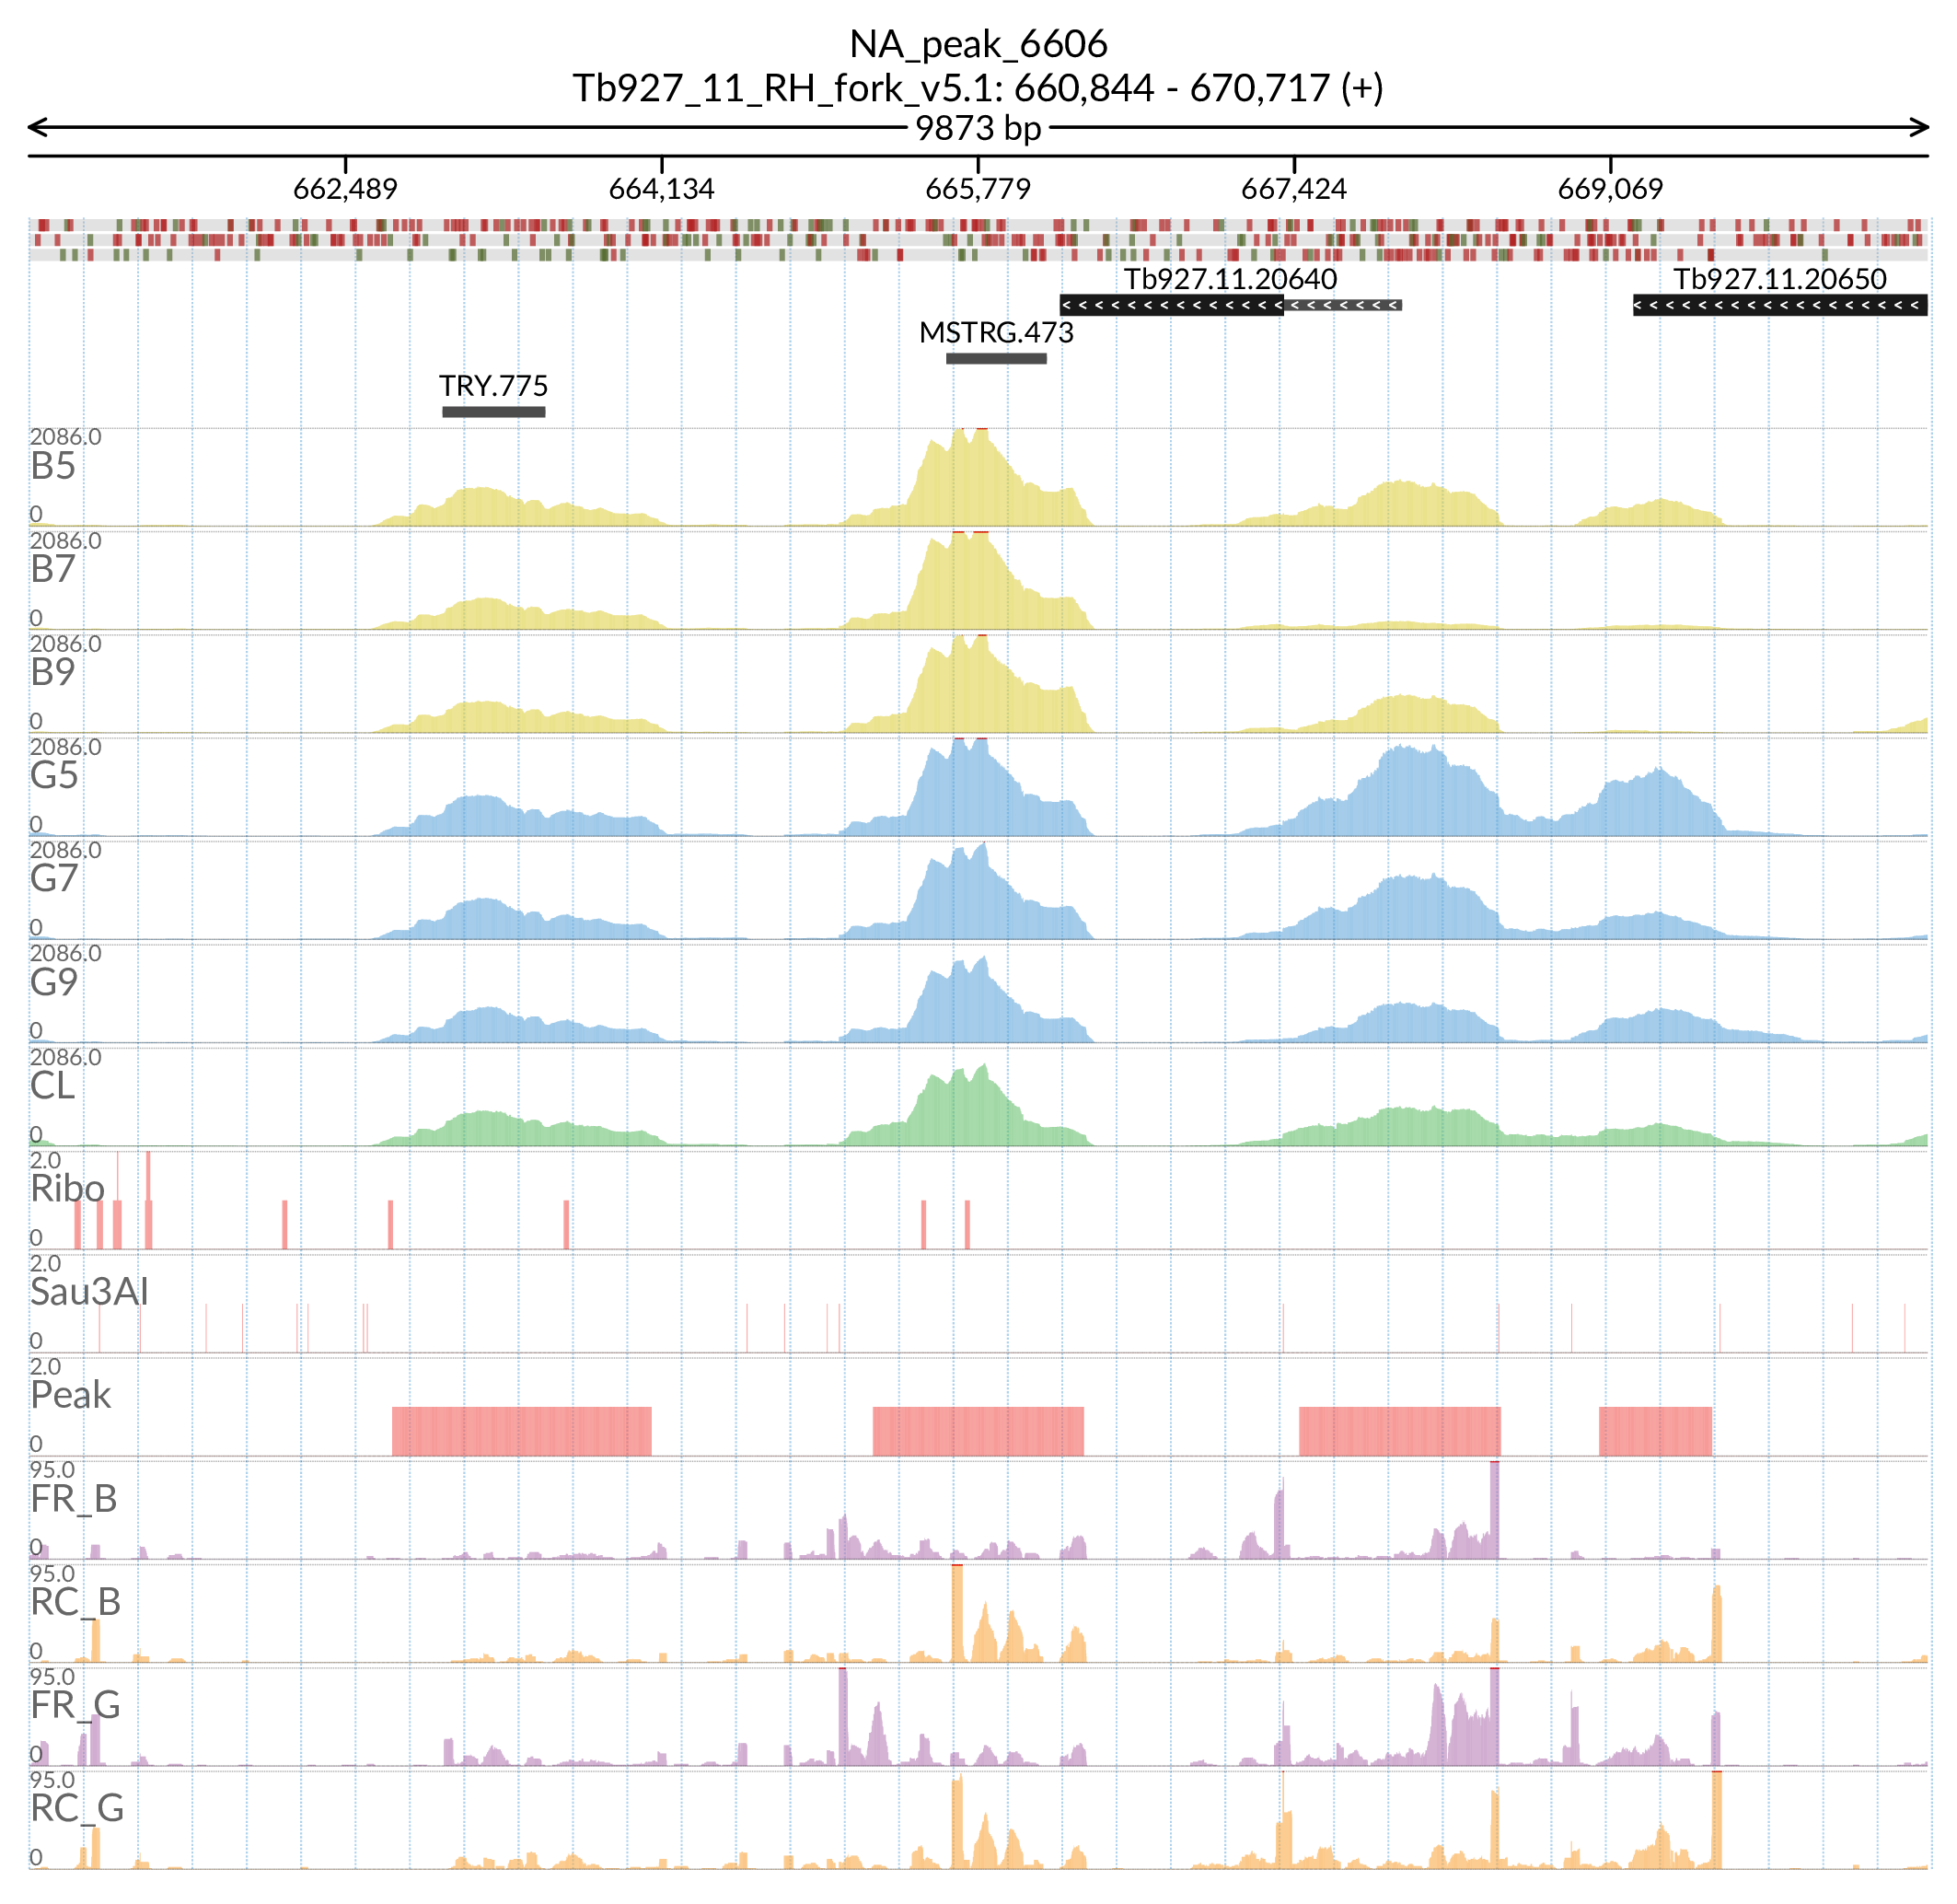 NA_peak_6606
Tb927_11_RH_fork_v5.1: 660,844 - 670,717 (+)
9873 bp
662,489 664,134 665,779 667,424 669,069
Tb927.11.20640 Tb927.11.20650
MSTRG.473
TRY.775
2086.0
B5
0
2086.0
B7
0
2086.0
B9
0
2086.0
G5
0
2086.0
G7
0
2086.0
G9
0
2086.0
CL
0
2.0
Ribo
0
2.0
Sau3AI
0
2.0
Peak
0
95.0
FR_B
0
95.0
RC_B
0
95.0
FR_G
0
95.0
RC_G
0